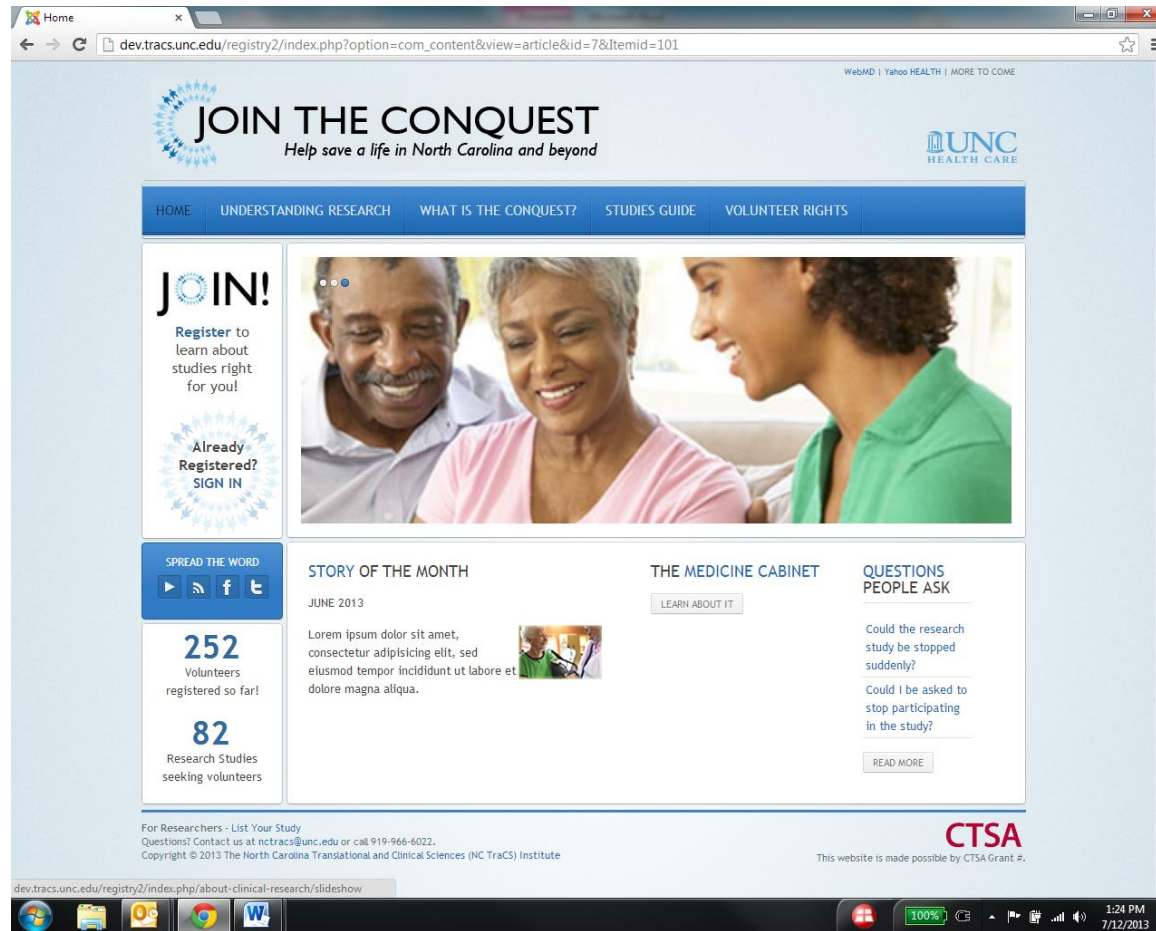 Home
dev.tracs.unc.edu/registry2/index.php?option=com_content&view=article&id=7&Itemid=101
WebMD | Yahoo HEALTH | MORE TO COME
JOIN THE CONQUEST
Help save a life in North Carolina and beyond
UNC
HEALTH CARE
HOME UNDERSTANDING RESEARCH WHAT IS THE CONQUEST? STUDIES GUIDE VOLUNTEER RIGHTS
JOIN!
Register to
learn about
studies right
for you!
Already
Registered?
SIGN IN
SPREAD THE WORD
252
Volunteers
registered so far!
82
Research Studies
seeking volunteers
STORY OF THE MONTH
JUNE 2013
Lorem ipsum dolor sit amet,
consectetur adipisicing elit, sed
eiusmod tempor incididunt ut labore et
dolore magna aliqua.
THE MEDICINE CABINET
LEARN ABOUT IT
QUESTIONS
PEOPLE ASK
Could the research
study be stopped
suddenly?
Could I be asked to
stop participating
in the study?
READ MORE
For Researchers - List Your Study
Questions? Contact us at nctracs@unc.edu or call 919-966-6022.
Copyright © 2013 The North Carolina Translational and Clinical Sciences (NC TraCS) Institute
CTSA
This website is made possible by CTSA Grant #.
dev.tracs.unc.edu/registry2/index.php/about-clinical-research/slideshow
100%
1:24 PM
7/12/2013